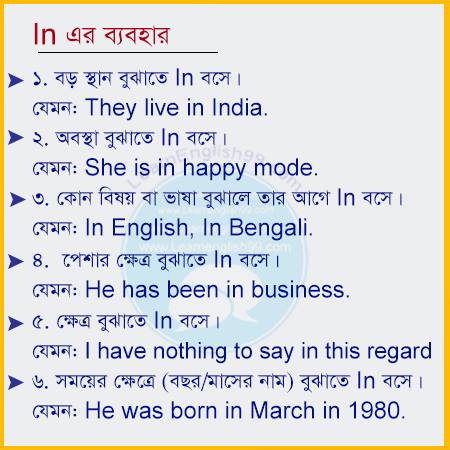 In এর ব্যবহার
➤ ১. বড় স্থান বুঝাতে In বসে।
যেমনঃ They live in India.
➤ ২. অবস্থা বুঝাতে In বসে।
যেমনঃ She is in happy mode.
➤ ৩. কোন বিষয় বা ভাষা বুঝালে তার আগে In বসে।
যেমনঃ In English, In Bengali.
www.Learnenglish99.com
➤ ৪. পেশার ক্ষেত্র বুঝাতে In বসে।
যেমনঃ He has been in business.
➤ ৫. ক্ষেত্র বুঝাতে In বসে।
যেমনঃ I have nothing to say in this regard
➤ ৬. সময়ের ক্ষেত্রে (বছর/মাসের নাম) বুঝাতে In বসে।
যেমনঃ He was born in March in 1980.